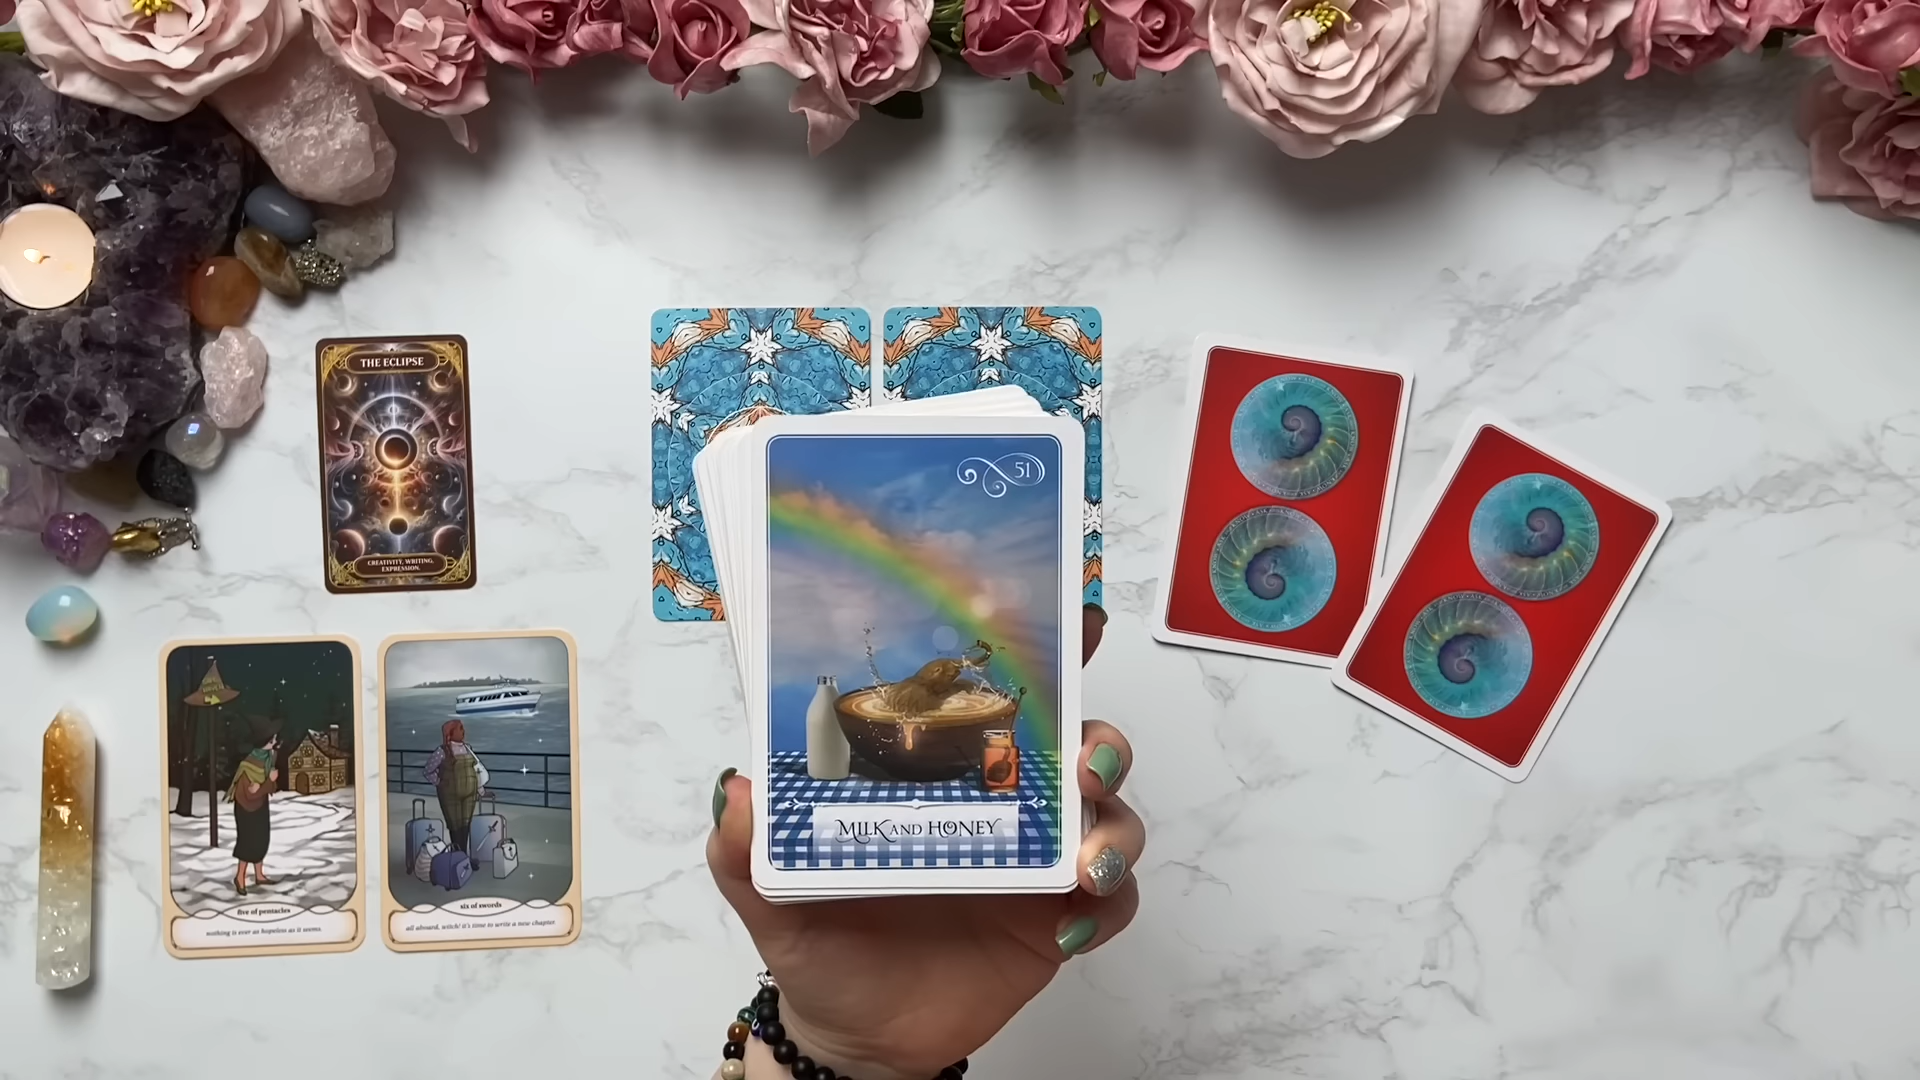 THE ECLIPSE
CREATIVITY, WRITING,
EXPRESSION.
five of pentacles
nothing is ever as hopeless as it seems.
six of swords
all aboard, witch! it's time to write a new chapter
51
MILK AND HONEY